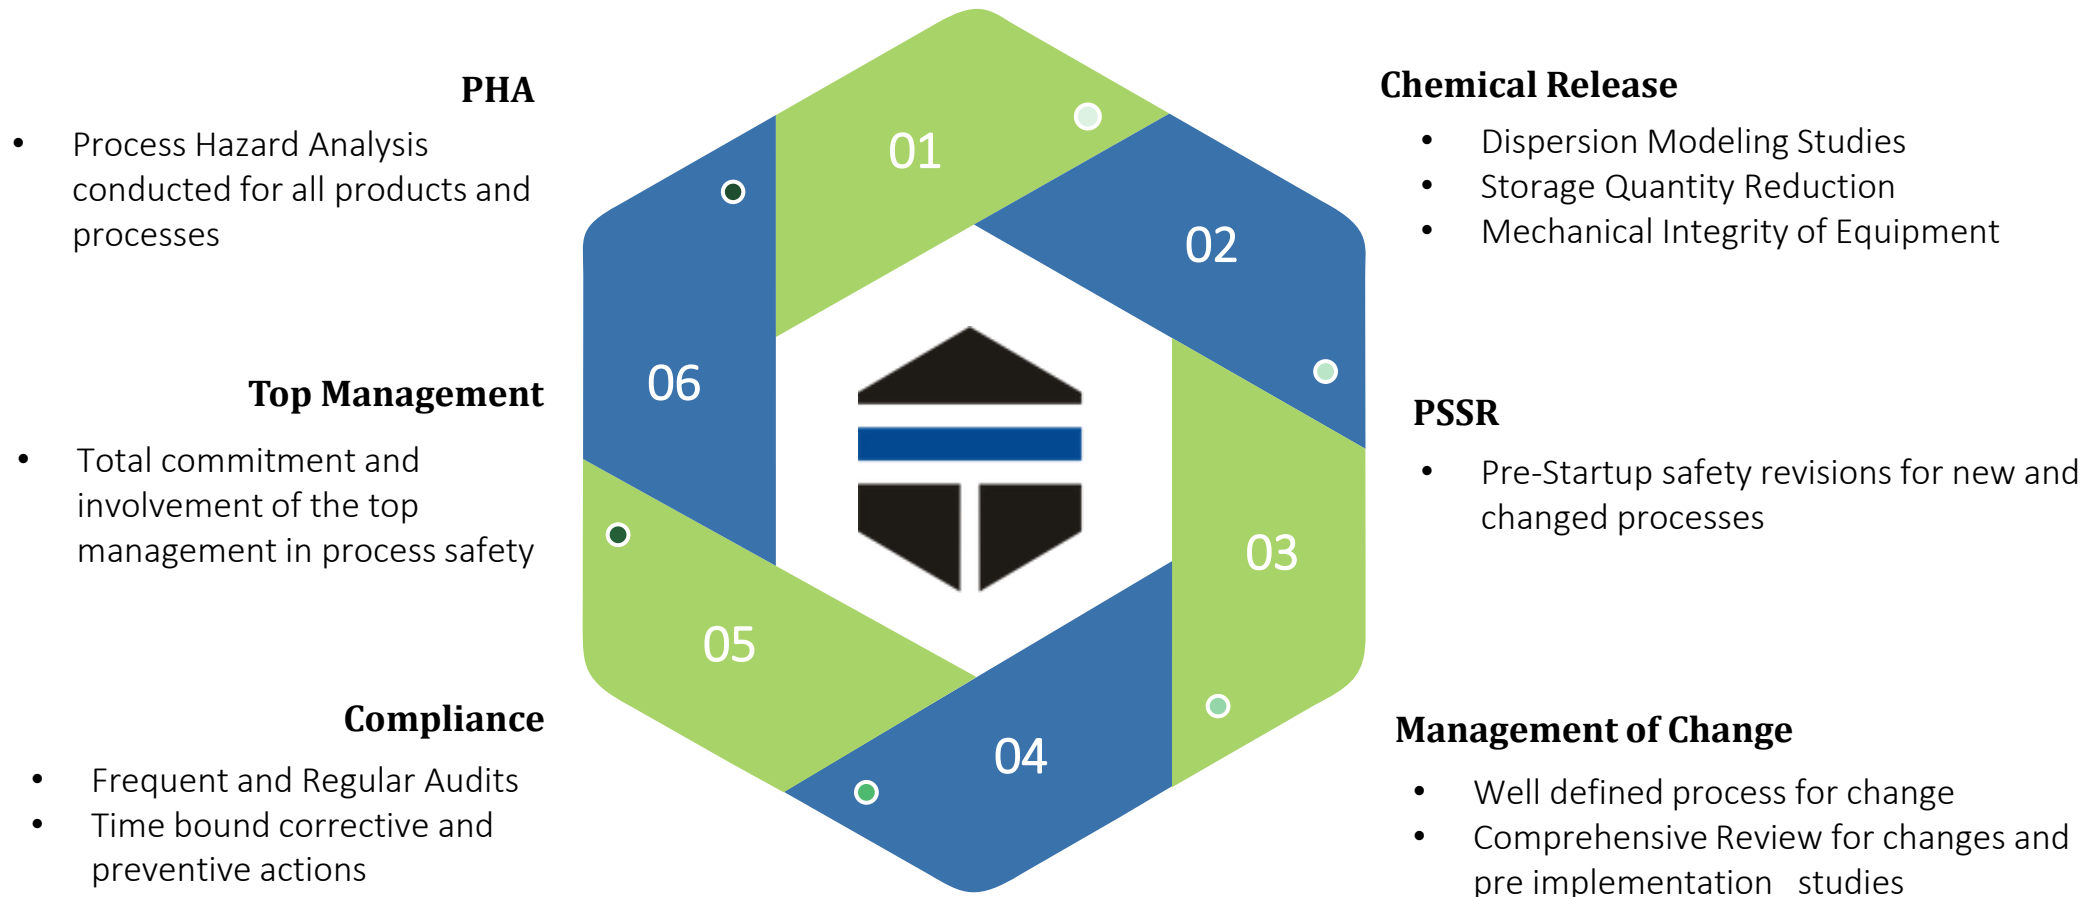 PHA
• Process Hazard Analysis
conducted for all products and
processes
Top Management
• Total commitment and
involvement of the top
management in process safety
Compliance
• Frequent and Regular Audits
• Time bound corrective and
preventive actions
01
02
03
04
05
06
Chemical Release
• Dispersion Modeling Studies
• Storage Quantity Reduction
• Mechanical Integrity of Equipment
PSSR
• Pre-Startup safety revisions for new and
changed processes
Management of Change
• Well defined process for change
• Comprehensive Review for changes and
pre implementation studies